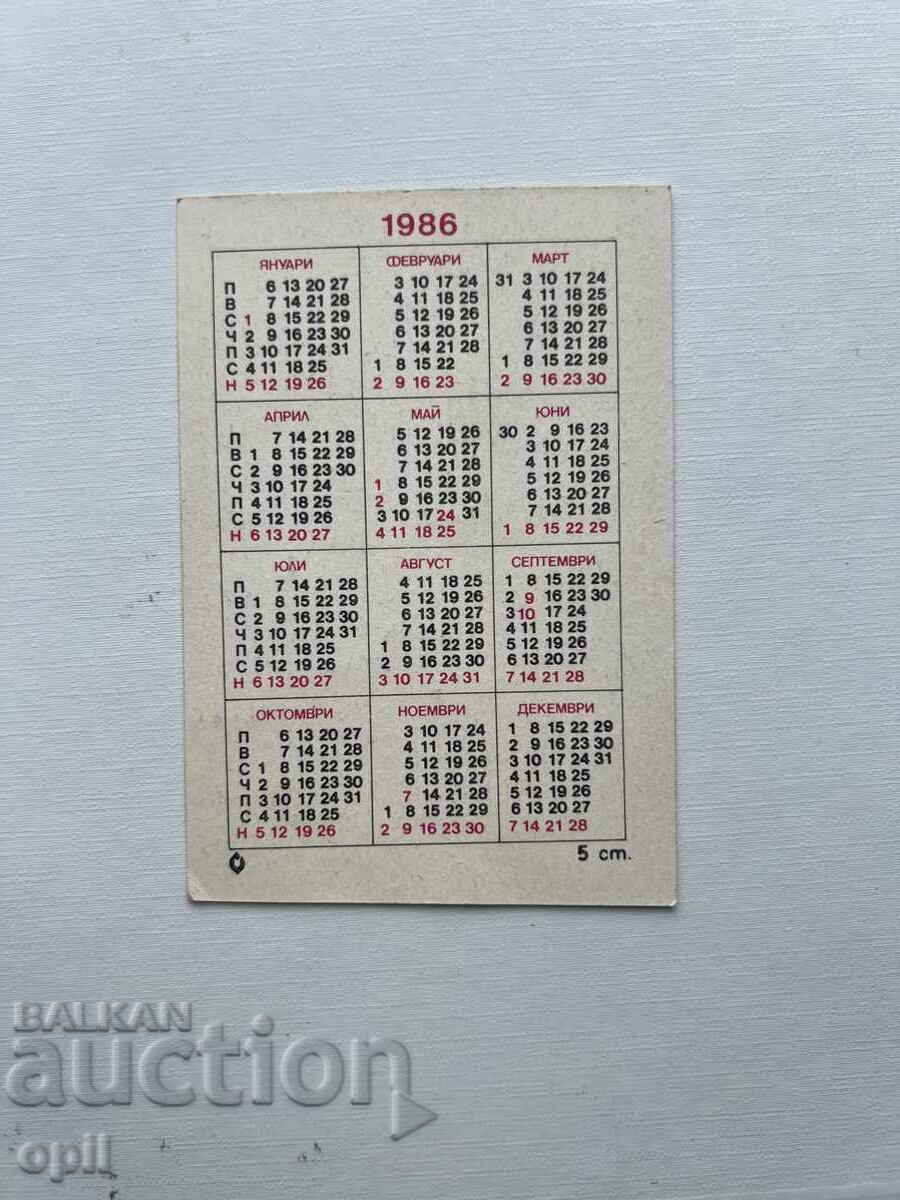 1986
ЯНУАРИ ФЕВРУАРИ МАРТ
П 6 13 20 27 3 10 17 24 31 3 10 17 24
В 7 14 21 28 4 11 18 25 4 11 18 25
С 1 8 15 22 29 5 12 19 26 5 12 19 26
Ч 2 9 16 23 30 6 13 20 27 6 13 20 27
П 3 10 17 24 31 7 14 21 28 7 14 21 28
С 4 11 18 25 1 8 15 22 1 8 15 22 29
Н 5 12 19 26 2 9 16 23 2 9 16 23 30
АПРИЛ МАЙ ЮНИ
П 7 14 21 28 5 12 19 26 30 2 9 16 23
В 1 8 15 22 29 6 13 20 27 3 10 17 24
С 2 9 16 23 30 7 14 21 28 4 11 18 25
Ч 3 10 17 24 1 8 15 22 29 5 12 19 26
П 4 11 18 25 2 9 16 23 30 6 13 20 27
С 5 12 19 26 3 10 17 24 31 7 14 21 28
Н 6 13 20 27 4 11 18 25 1 8 15 22 29
ЮЛИ АВГУСТ СЕПТЕМВРИ
П 7 14 21 28 4 11 18 25 1 8 15 22 29
В 1 8 15 22 29 5 12 19 26 2 9 16 23 30
С 2 9 16 23 30 6 13 20 27 3 10 17 24
Ч 3 10 17 24 31 7 14 21 28 4 11 18 25
П 4 11 18 25 1 8 15 22 29 5 12 19 26
С 5 12 19 26 2 9 16 23 30 6 13 20 27
Н 6 13 20 27 3 10 17 24 31 7 14 21 28
ОКТОМВРИ НОЕМВРИ ДЕКЕМВРИ
П 6 13 20 27 3 10 17 24 1 8 15 22 29
В 7 14 21 28 4 11 18 25 2 9 16 23 30
С 1 8 15 22 29 5 12 19 26 3 10 17 24 31
Ч 2 9 16 23 30 6 13 20 27 4 11 18 25
П 3 10 17 24 31 7 14 21 28 5 12 19 26
С 4 11 18 25 1 8 15 22 29 6 13 20 27
Н 5 12 19 26 2 9 16 23 30 7 14 21 28
5 ст.
BALKAN
auction
opil